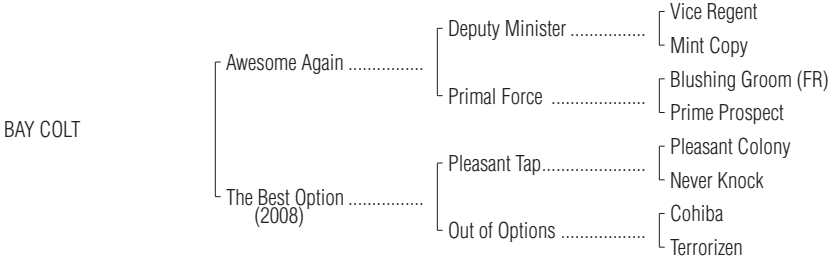 Vice Regent
Deputy Minister ................
Mint Copy
Awesome Again ................
Blushing Groom (FR)
Primal Force ....................
Prime Prospect
BAY COLT
Pleasant Colony
Pleasant Tap......................
Never Knock
The Best Option ................
(2008)
Cohiba
Out of Options ..................
Terrorizen